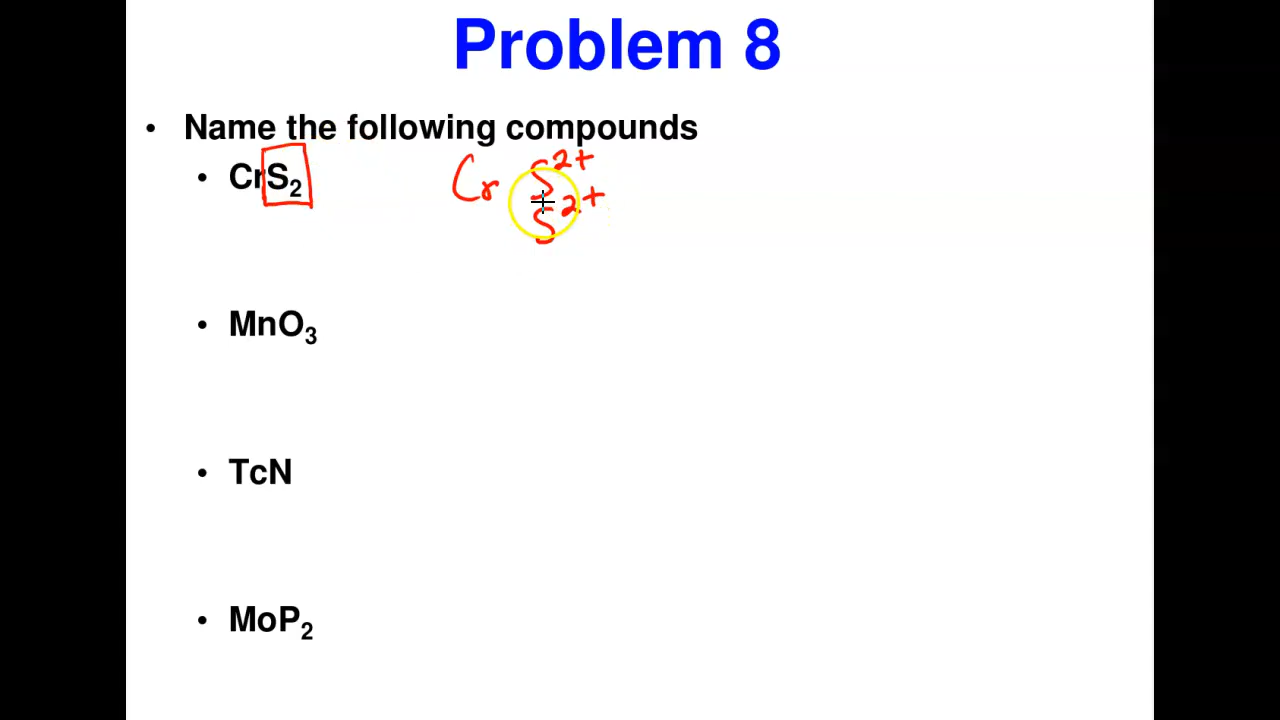 Problem 8
• Name the following compounds
• CrS₂
Cr S²⁺
S²⁺
• MnO₃
• TcN
• MoP₂